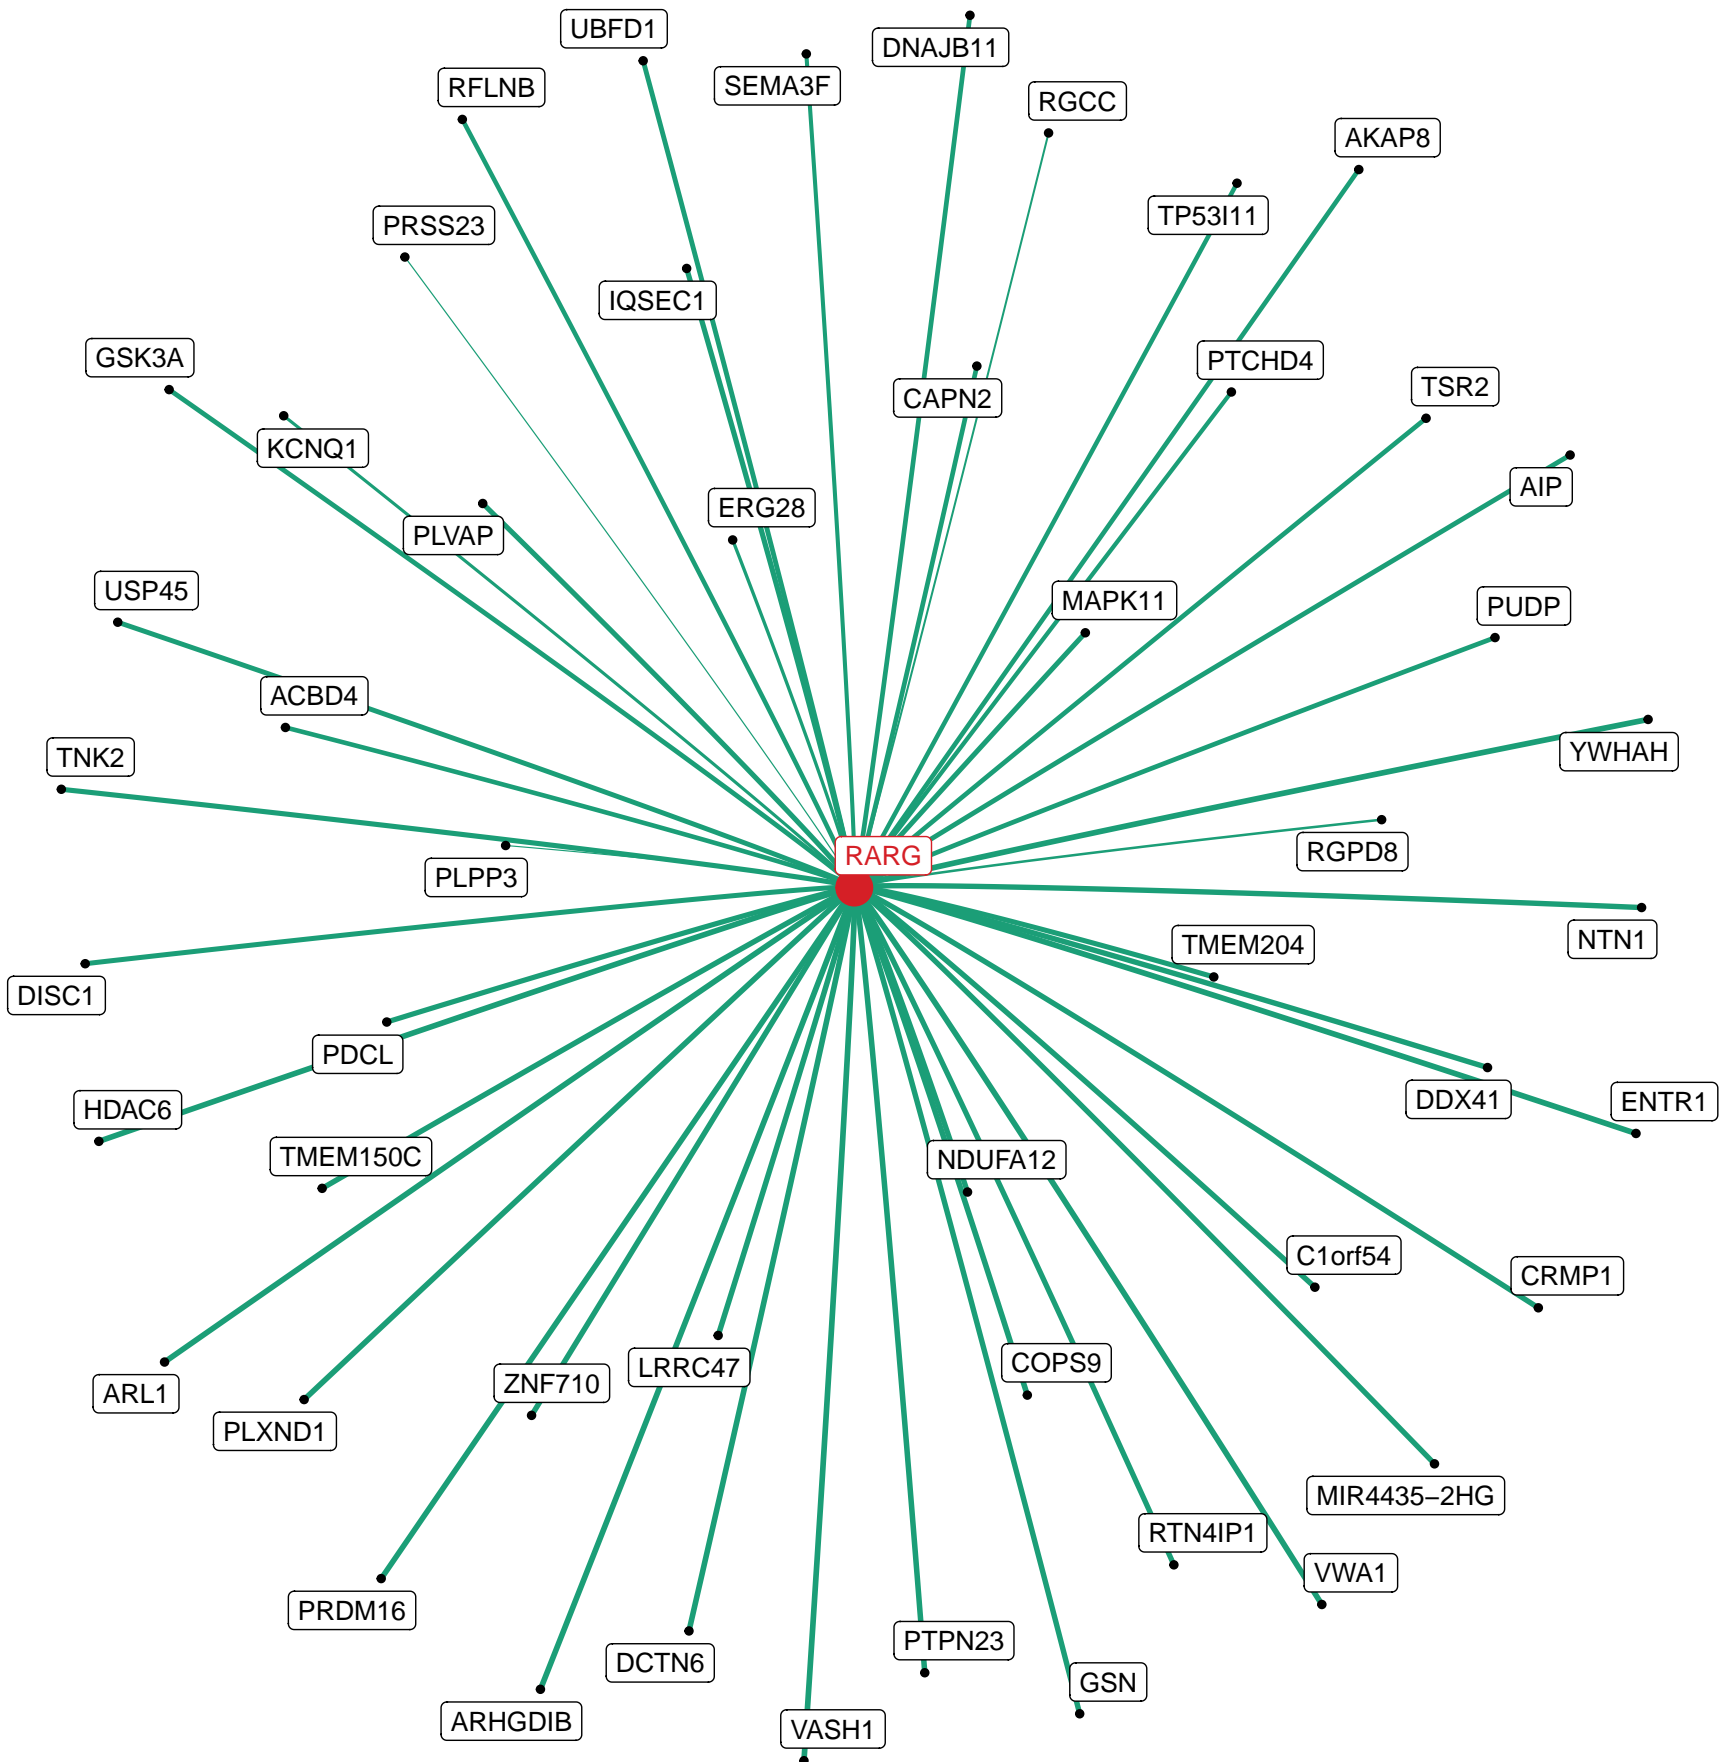 UBFD1
DNAJB11
SEMA3F
RFLNB
RGCC
AKAP8
TP53I11
PRSS23
IQSEC1
GSK3A
PTCHD4
TSR2
CAPN2
KCNQ1
AIP
ERG28
PLVAP
USP45
MAPK11
PUDP
ACBD4
TNK2
YWHAH
RARG
RGPD8
PLPP3
NTN1
TMEM204
DISC1
PDCL
DDX41
ENTR1
HDAC6
TMEM150C
NDUFA12
C1orf54
CRMP1
COPS9
LRRC47
ZNF710
ARL1
PLXND1
MIR4435−2HG
RTN4IP1
VWA1
PRDM16
PTPN23
DCTN6
GSN
ARHGDIB
VASH1